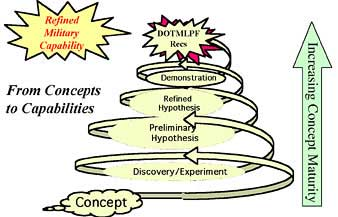 Refined
Military
Capability
DOTMLPF
Recs
Demonstration
From Concepts
to Capabilities
Refined
Hypothesis
Preliminary
Hypothesis
Discovery/Experiment
Concept
Increasing Concept Maturity